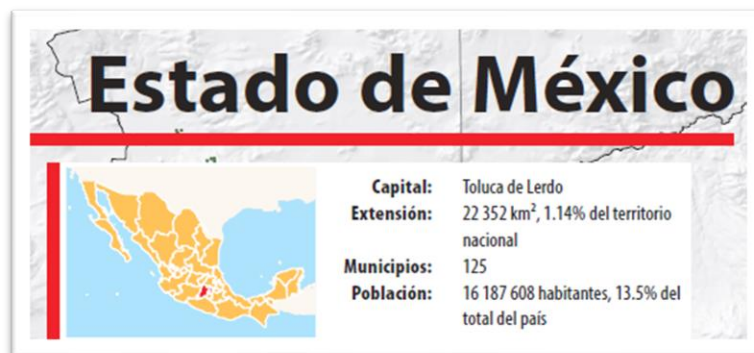 Estado de México
Capital: Toluca de Lerdo
Extensión: 22 352 km², 1.14% del territorio
nacional
Municipios: 125
Población: 16 187 608 habitantes, 13.5% del
total del país